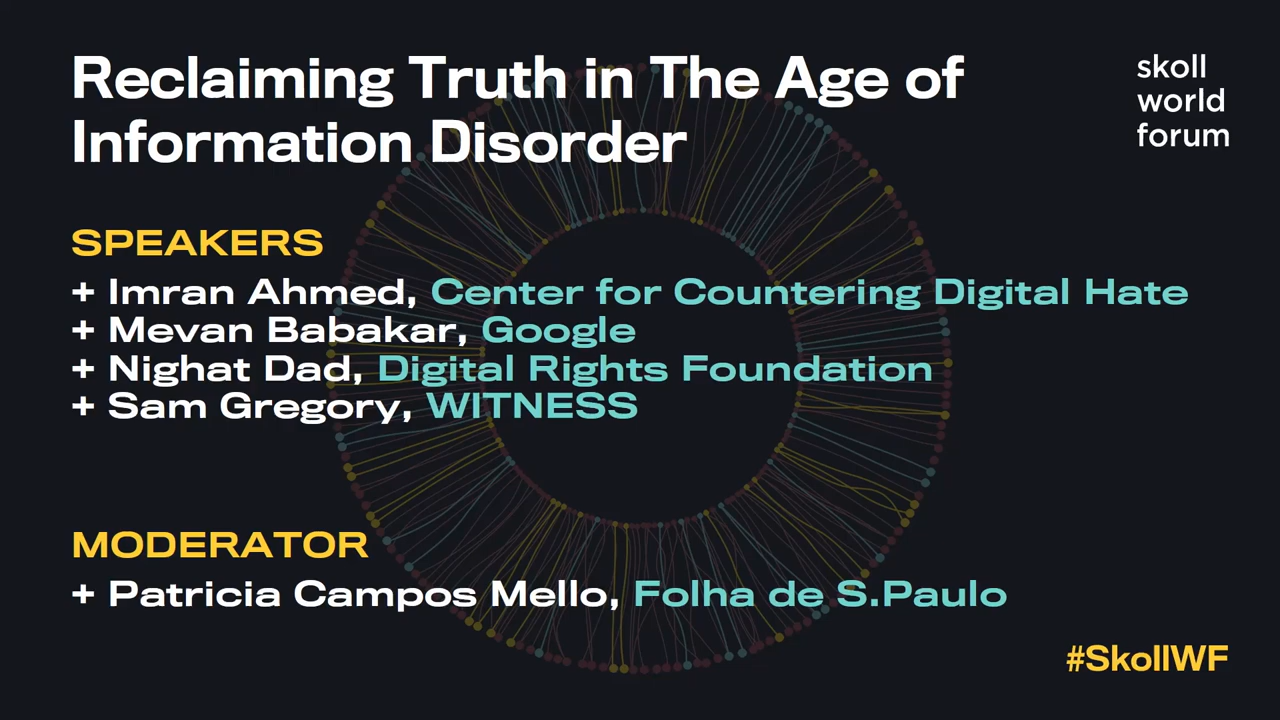 Reclaiming Truth in The Age of
Information Disorder
skoll
world
forum
SPEAKERS
+ Imran Ahmed, Center for Countering Digital Hate
+ Mevan Babakar, Google
+ Nighat Dad, Digital Rights Foundation
+ Sam Gregory, WITNESS
MODERATOR
+ Patricia Campos Mello, Folha de S.Paulo
#SkollWF